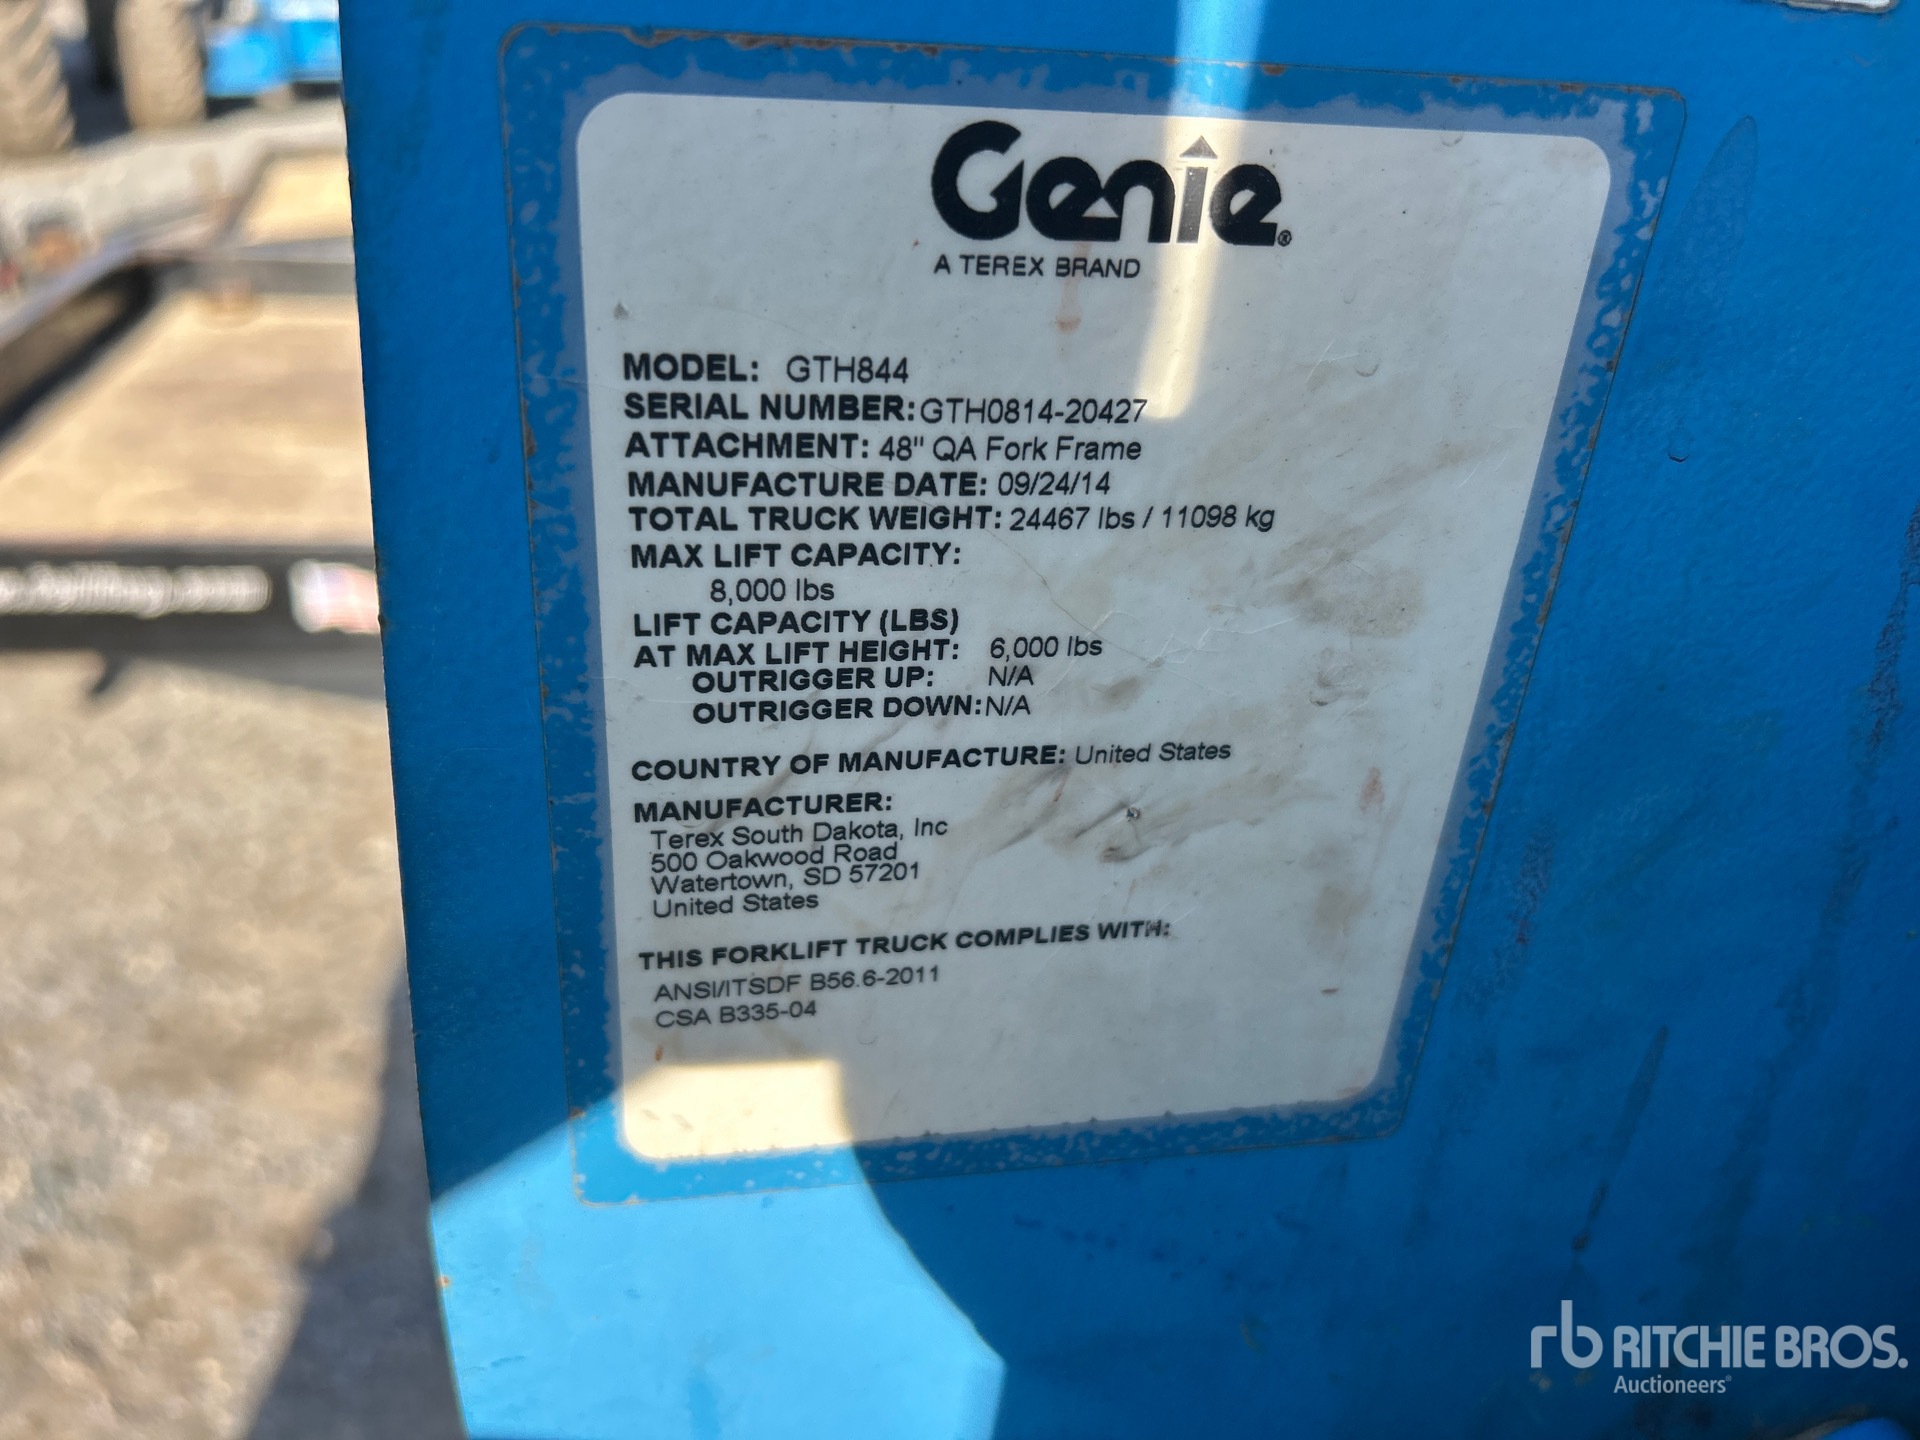 Genie®
A TEREX BRAND
MODEL: GTH844
SERIAL NUMBER: GTH0814-20427
ATTACHMENT: 48" QA Fork Frame
MANUFACTURE DATE: 09/24/14
TOTAL TRUCK WEIGHT: 24467 lbs / 11098 kg
MAX LIFT CAPACITY:
8,000 lbs
LIFT CAPACITY (LBS)
AT MAX LIFT HEIGHT: 6,000 lbs
OUTRIGGER UP: N/A
OUTRIGGER DOWN: N/A
COUNTRY OF MANUFACTURE: United States
MANUFACTURER:
Terex South Dakota, Inc
500 Oakwood Road
Watertown, SD 57201
United States
THIS FORKLIFT TRUCK COMPLIES WITH:
ANSI/ITSDF B56.6-2011
CSA B335-04
rb RITCHIE BROS.
Auctioneers®